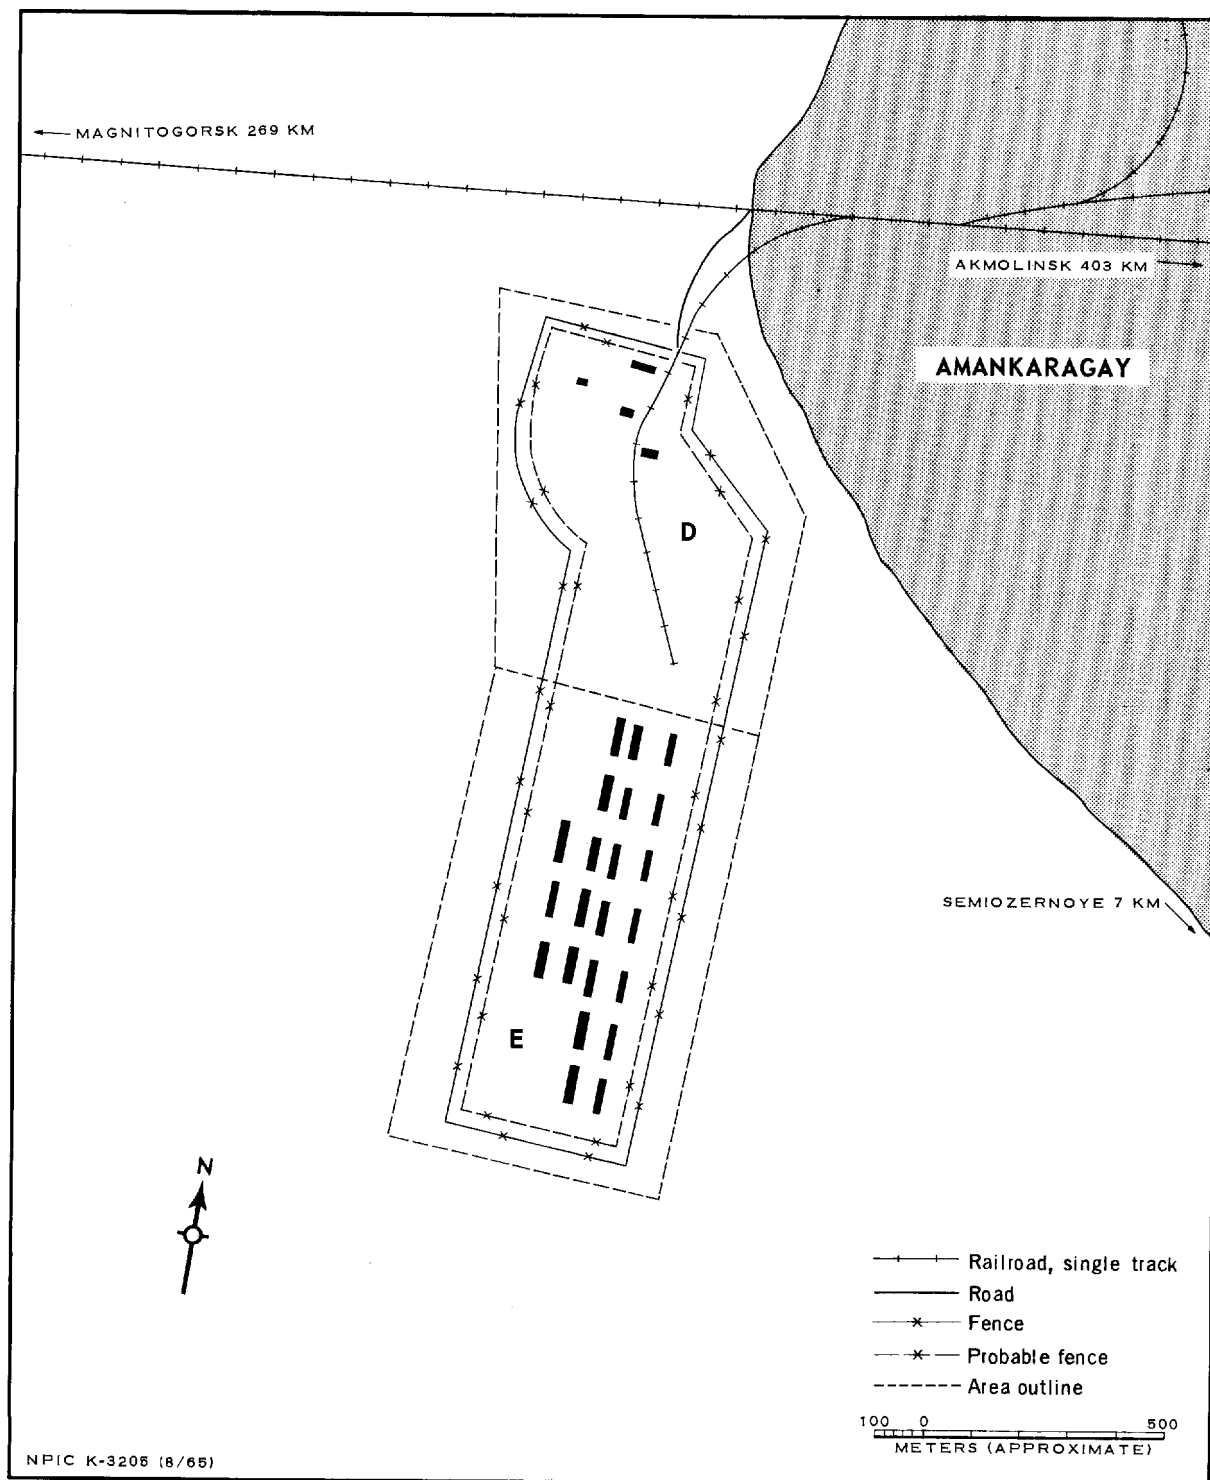 MAGNITOGORSK 269 KM
AKMOLINSK 403 KM
AMANKARAGAY
D
SEMIOZERNOYE 7 KM
E
N
Railroad, single track
Road
Fence
Probable fence
Area outline
100 0 500
METERS (APPROXIMATE)
NPIC K-3205 (8/65)